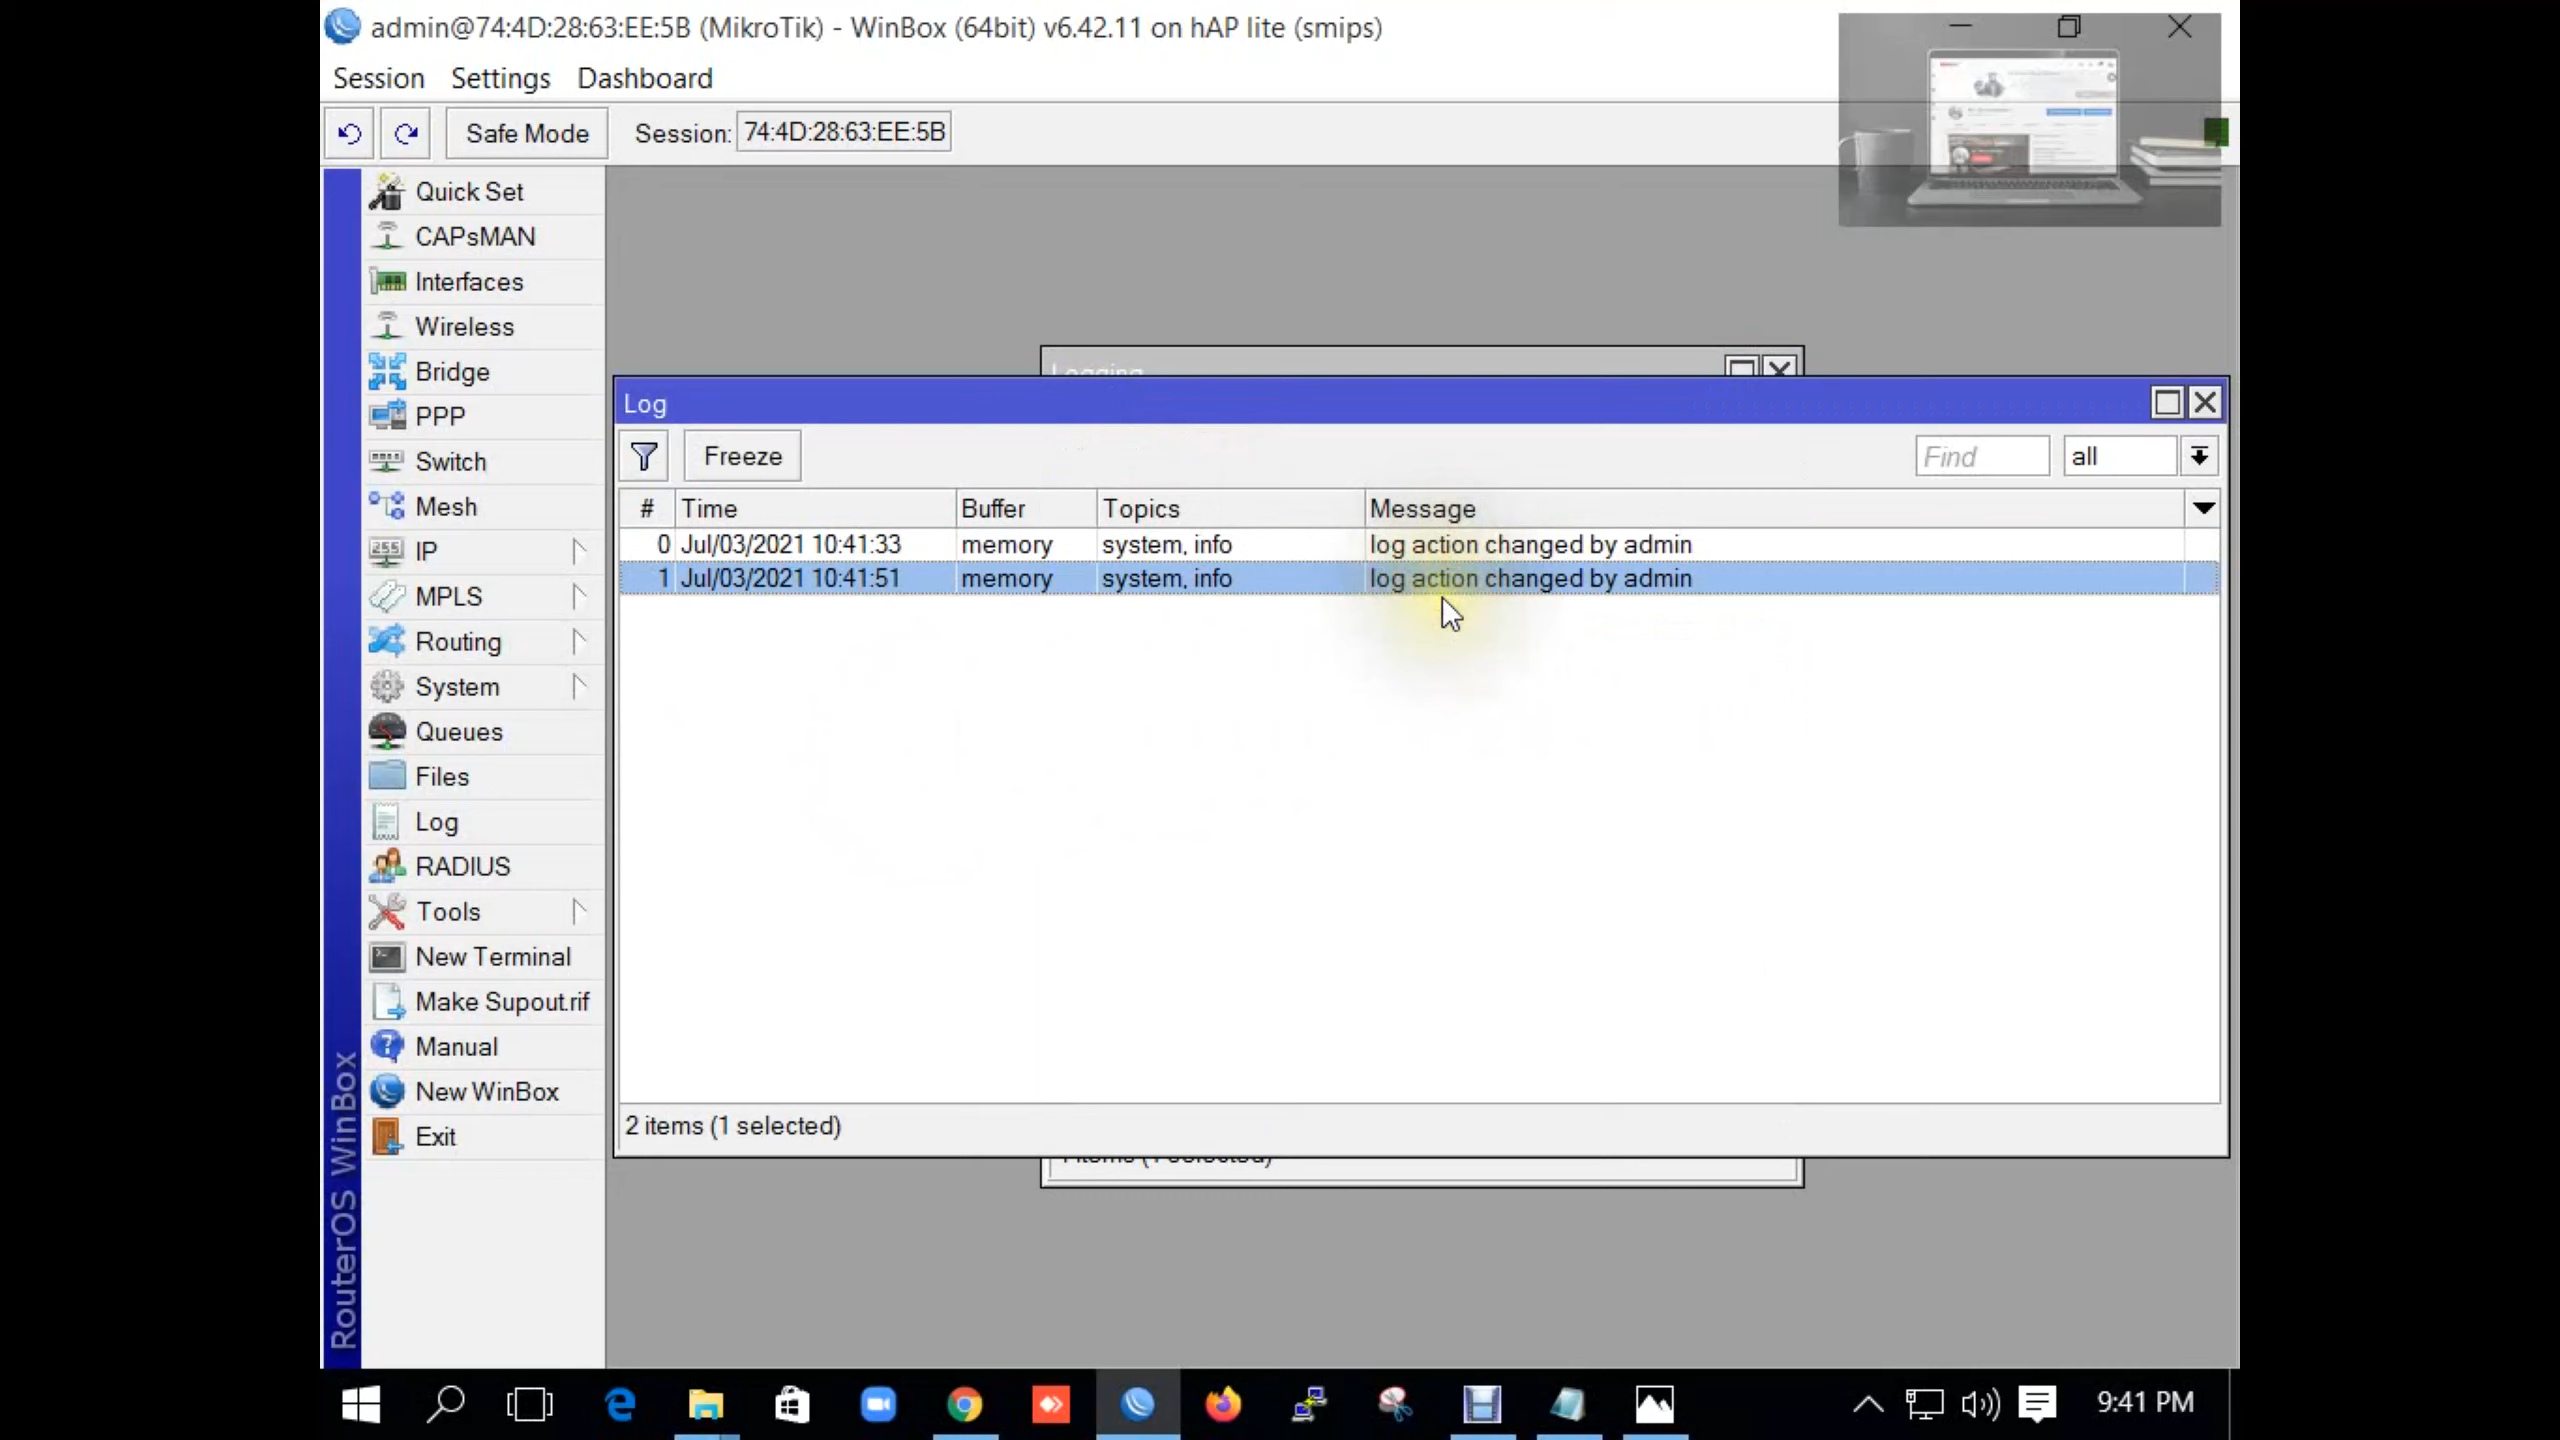 admin@74:4D:28:63:EE:5B (MikroTik) - WinBox (64bit) v6.42.11 on hAP lite (smips)
Session Settings Dashboard
Safe Mode Session: 74:4D:28:63:EE:5B
Quick Set
CAPsMAN
Interfaces
Wireless
Bridge
PPP
Switch
Mesh
IP
MPLS
Routing
System
Queues
Files
Log
RADIUS
Tools
New Terminal
Make Supout.rif
Manual
New WinBox
Exit
RouterOS WinBox
Logging
Log
Freeze Find all
# Time Buffer Topics Message
0 Jul/03/2021 10:41:33 memory system, info log action changed by admin
1 Jul/03/2021 10:41:51 memory system, info log action changed by admin
2 items (1 selected)
9:41 PM